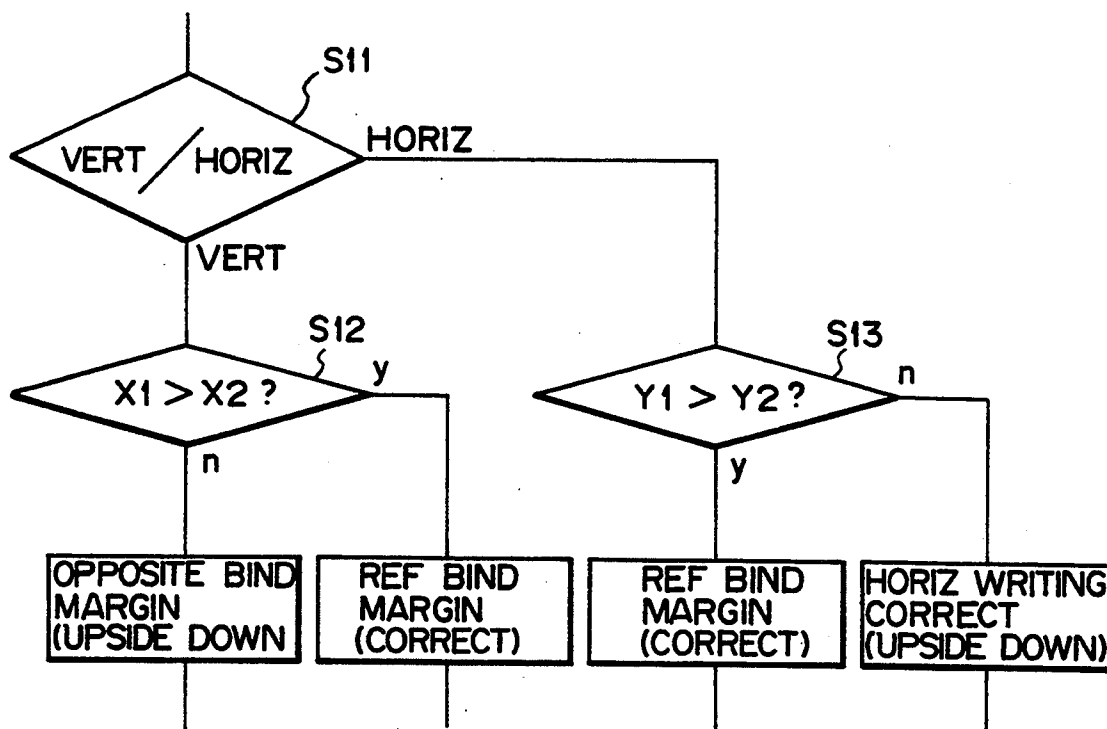 S11
VERT / HORIZ
HORIZ
VERT
S12
X1 > X2 ?
y
n
S13
Y1 > Y2 ?
n
y
OPPOSITE BIND
MARGIN
(UPSIDE DOWN
REF BIND
MARGIN
(CORRECT)
REF BIND
MARGIN
(CORRECT)
HORIZ WRITING
CORRECT
(UPSIDE DOWN)